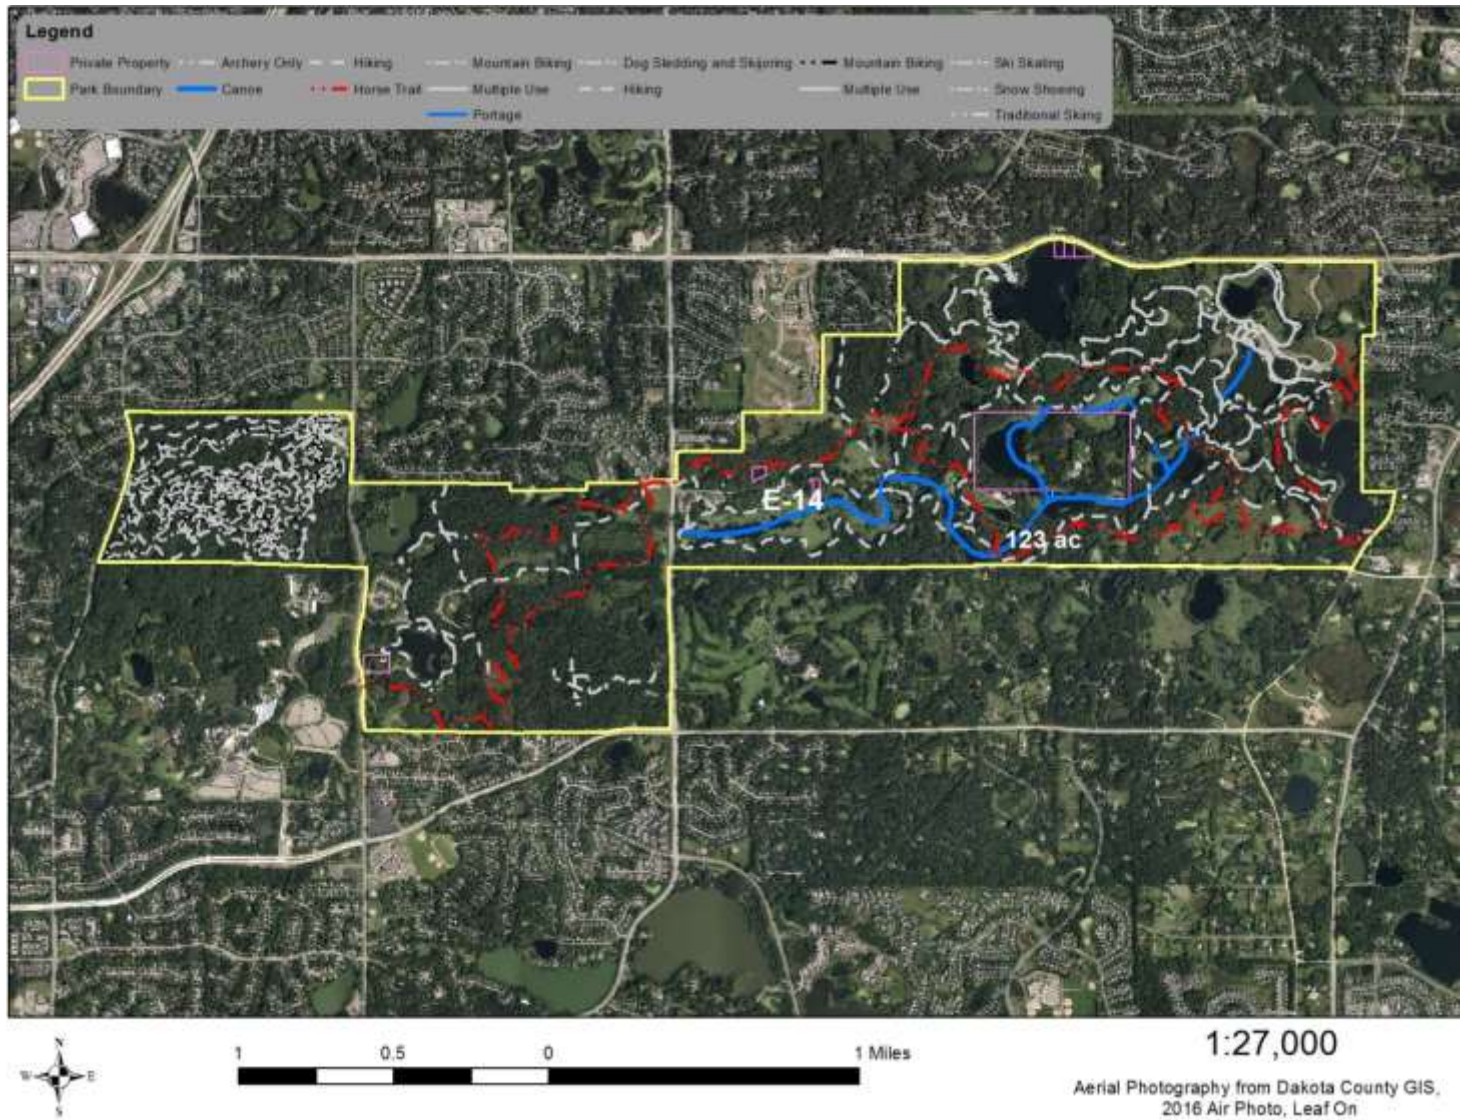 Legend
Private Property Archery Only Hiking Mountain Biking Dog Sledding and Skijoring Mountain Biking Ski Skating
Park Boundary Canoe Horse Trail Multiple Use Hiking Multiple Use Snow Shoeing
Portage Traditional Skiing
E-14
123 ac
N
W E
S
1 0.5 0 1 Miles
1:27,000
Aerial Photography from Dakota County GIS,
2016 Air Photo, Leaf On